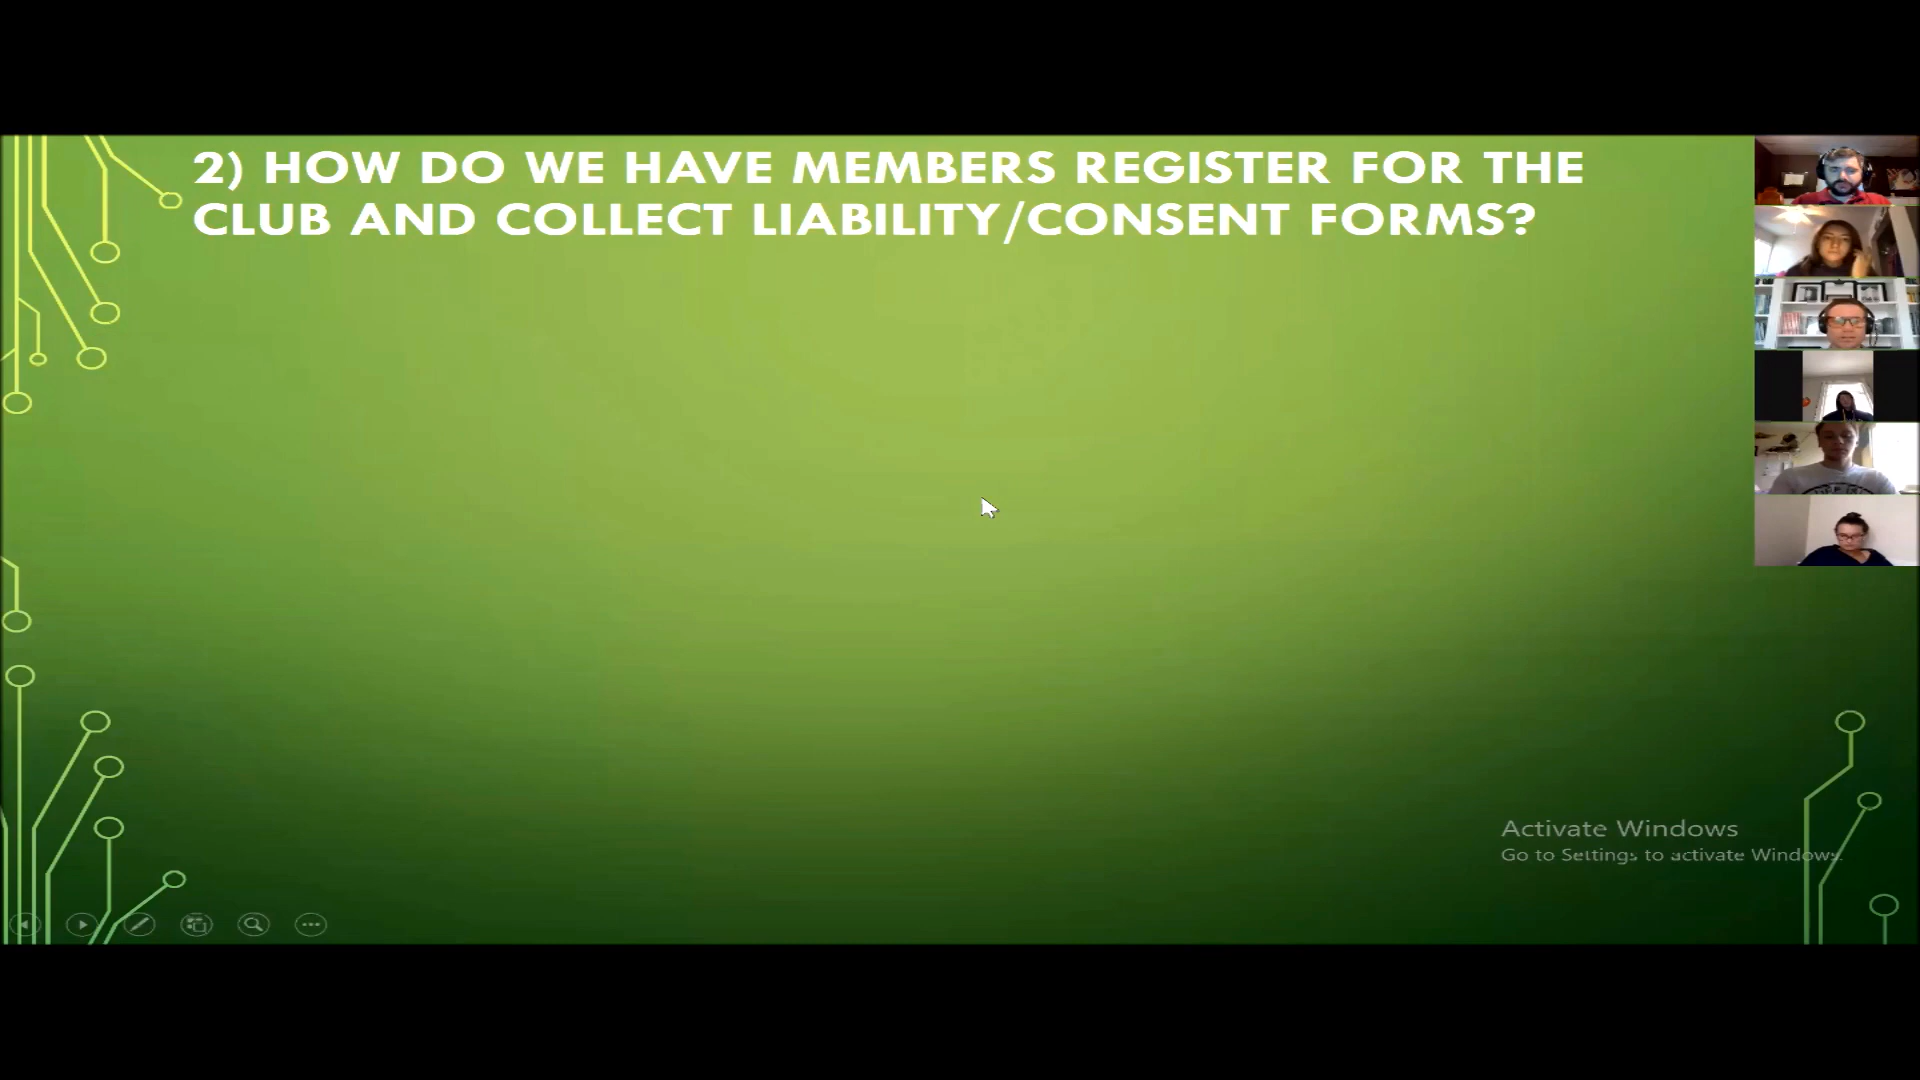 2) HOW DO WE HAVE MEMBERS REGISTER FOR THE
CLUB AND COLLECT LIABILITY/CONSENT FORMS?
Activate Windows
Go to Settings to activate Windows.